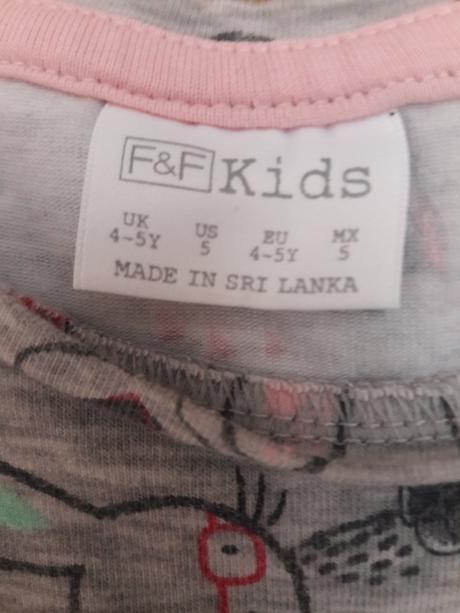 F&F Kids
UK US EU MX
4-5Y 5 4-5Y 5
MADE IN SRI LANKA